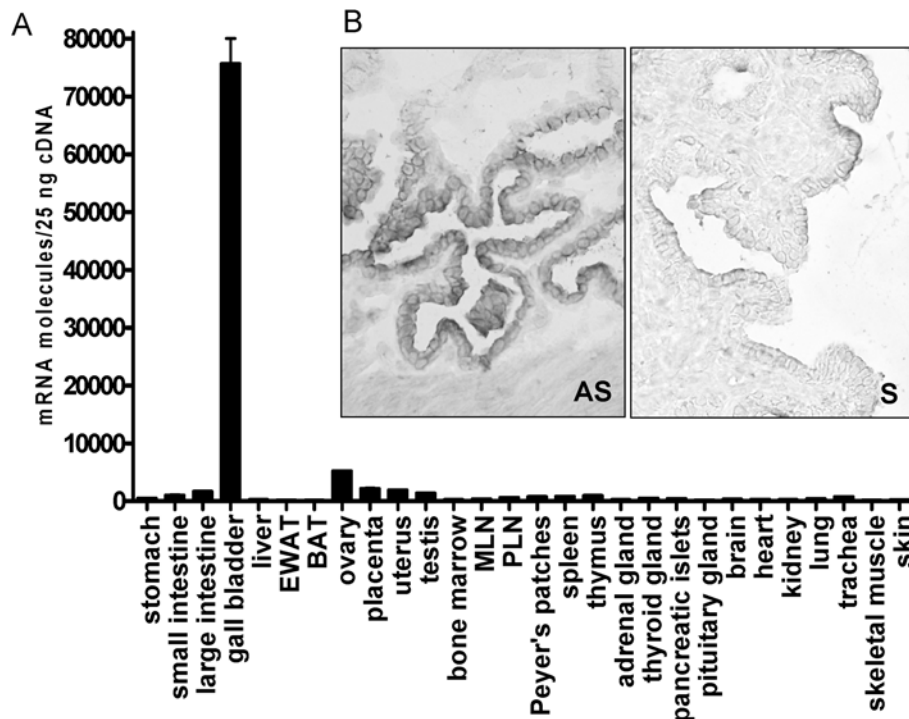 A
B
mRNA molecules/25 ng cDNA
80000
70000
60000
50000
40000
30000
20000
10000
0
AS
S
stomach
small intestine
large intestine
gall bladder
liver
EWAT
BAT
ovary
placenta
uterus
testis
bone marrow
MLN
PLN
Peyer's patches
spleen
thymus
adrenal gland
thyroid gland
pancreatic islets
pituitary gland
brain
heart
kidney
lung
trachea
skeletal muscle
skin